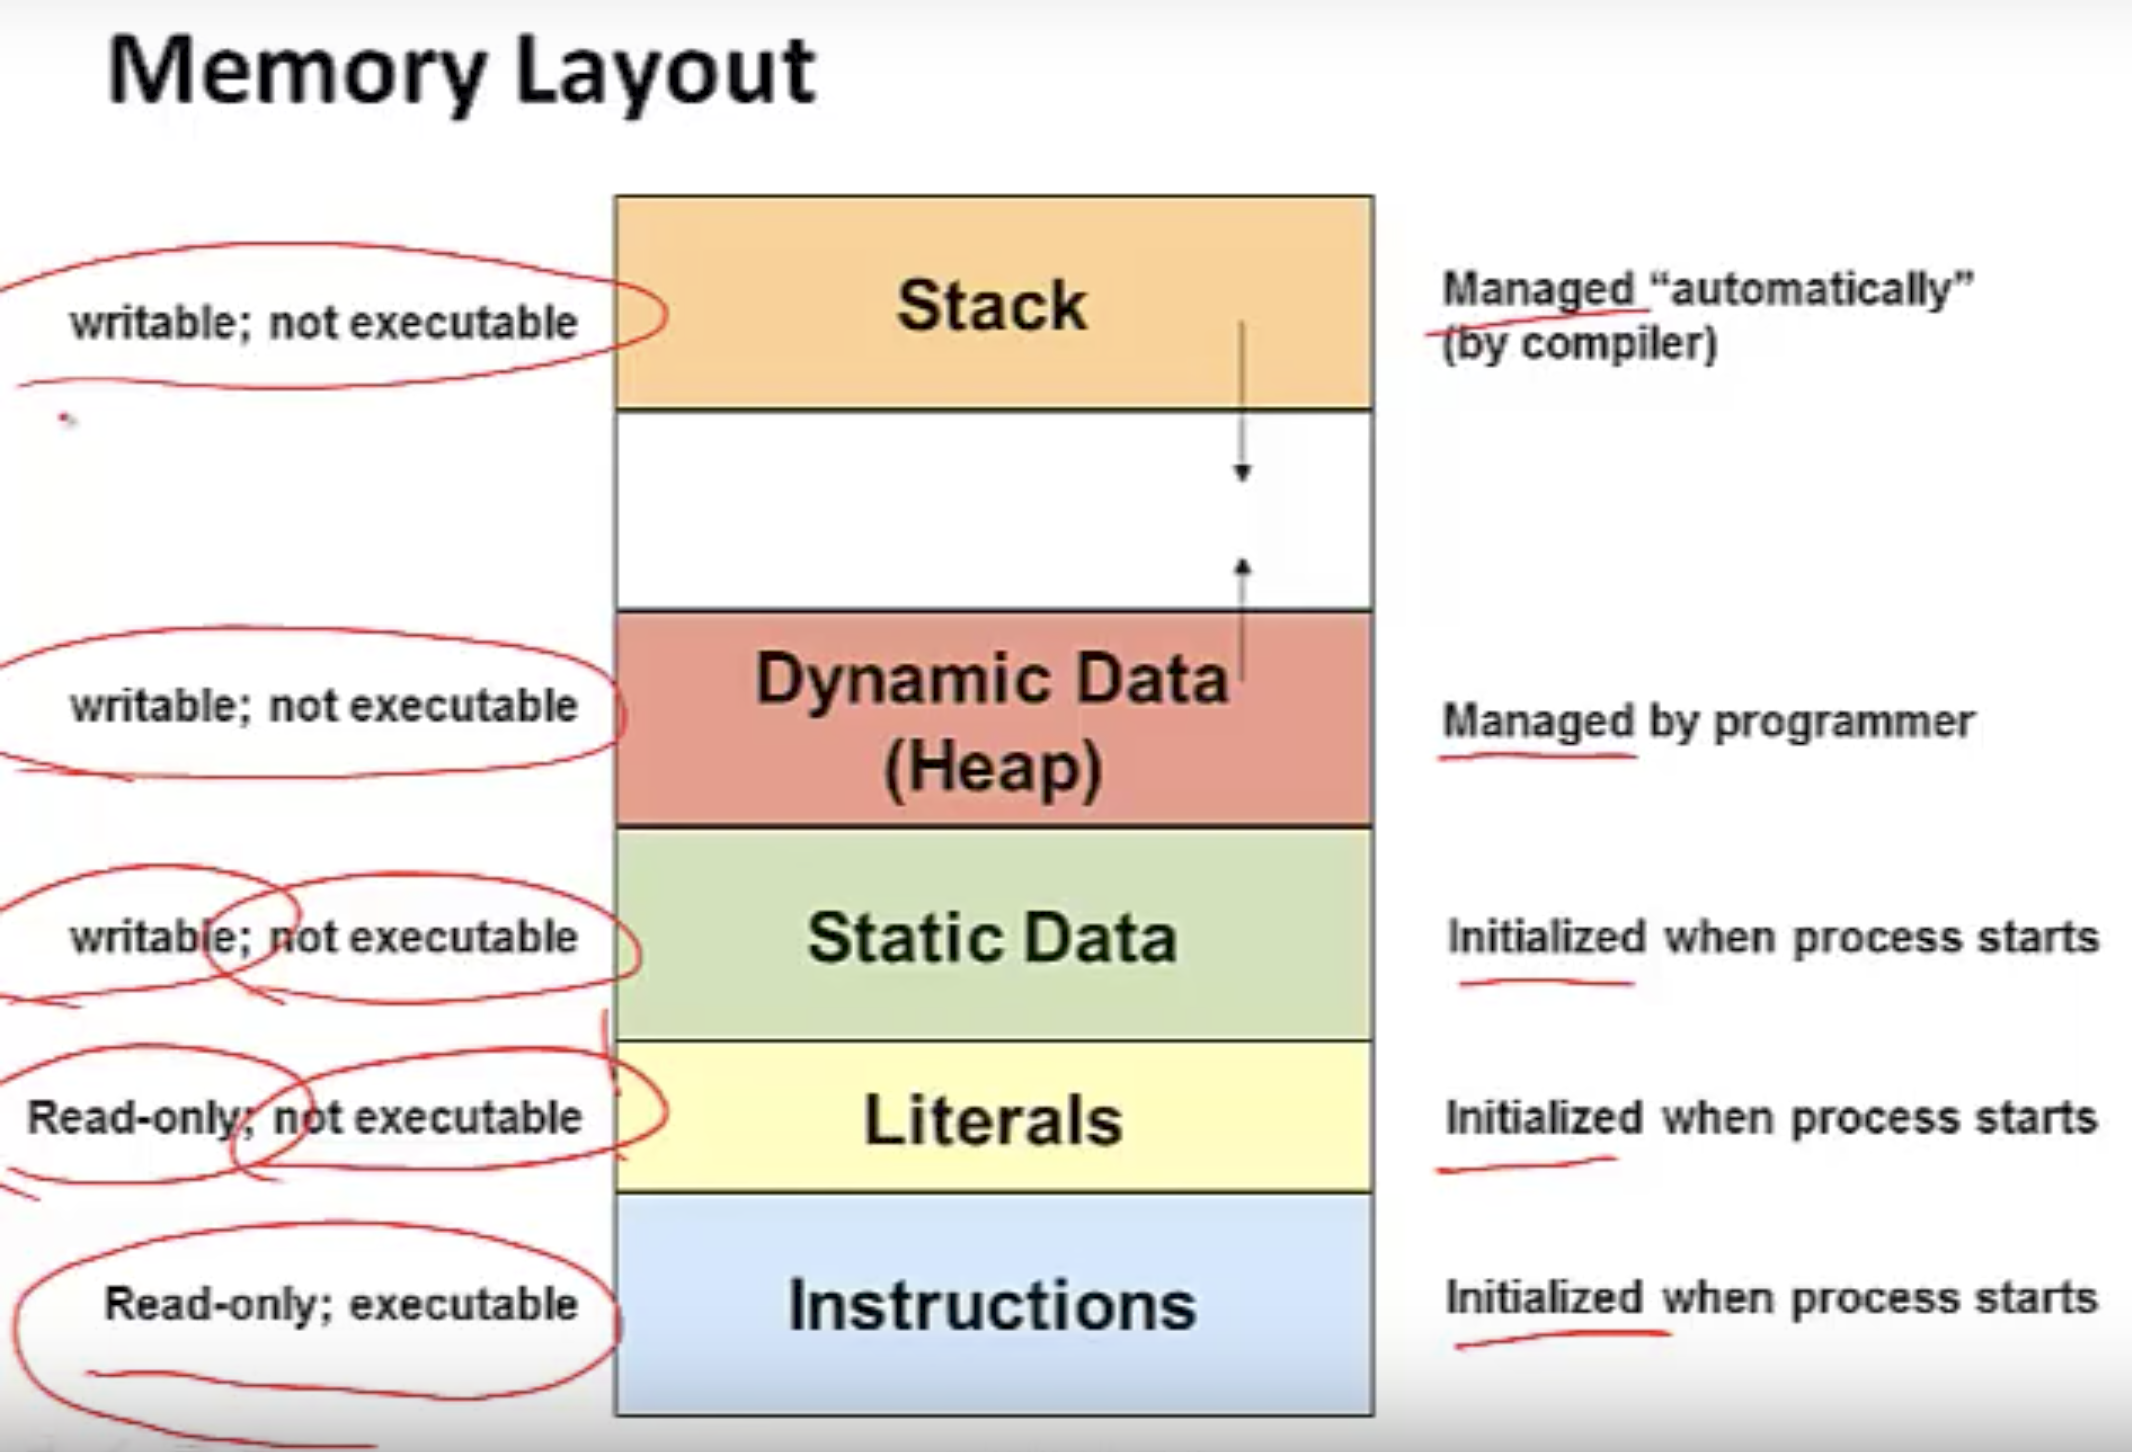 Memory Layout
writable; not executable
Stack
Managed “automatically”
(by compiler)
writable; not executable
Dynamic Data
(Heap)
Managed by programmer
writable; not executable
Static Data
Initialized when process starts
Read-only; not executable
Literals
Initialized when process starts
Read-only; executable
Instructions
Initialized when process starts